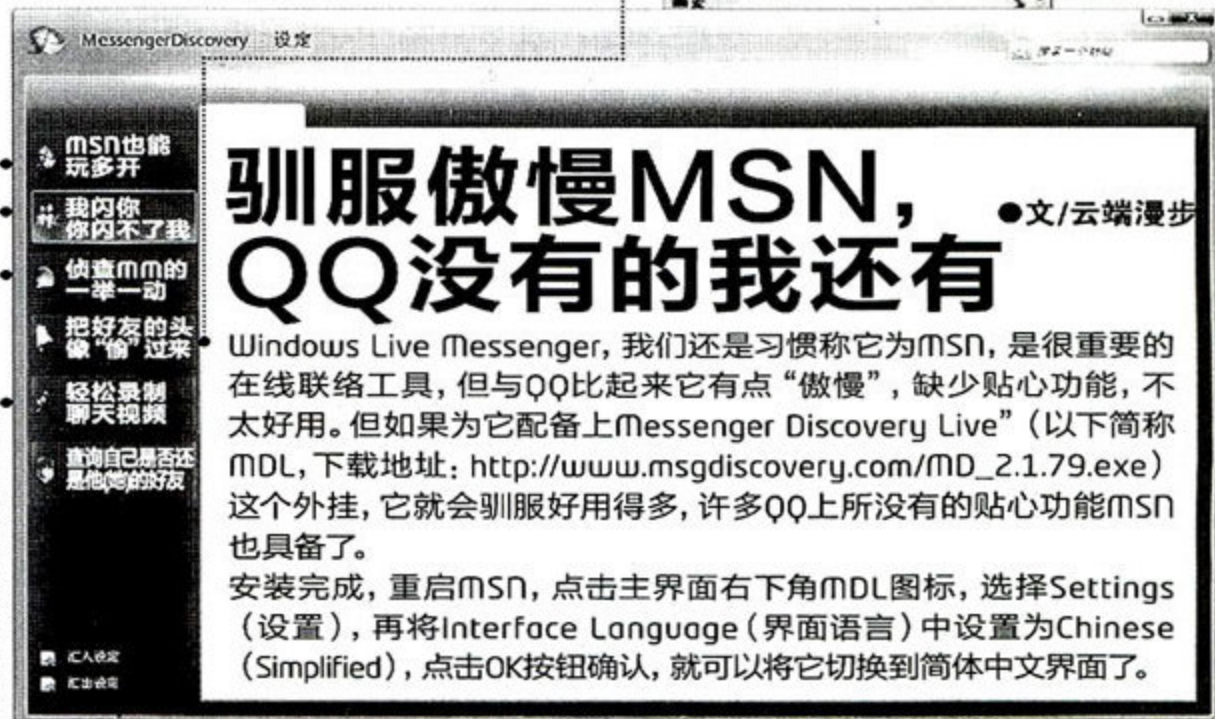 MessengerDiscovery 设定
MSN也能
玩多开
我闪你
你闪不了我
侦查MM的
一举一动
把好友的头
像“偷”过来
轻松录制
聊天视频
查询自己是否还
是他(她)的好友
汇入设定
汇出设定
驯服傲慢MSN,
●文/云端漫步
QQ没有的我还有
Windows Live Messenger, 我们还是习惯称它为MSN, 是很重要的
在线联络工具, 但与QQ比起来它有点“傲慢”, 缺少贴心功能, 不
太好用。但如果为它配备上Messenger Discovery Live”（以下简称
MDL, 下载地址: http://www.msgdiscovery.com/MD_2.1.79.exe）
这个外挂, 它就会驯服好用得多, 许多QQ上所没有的贴心功能MSN
也具备了。
安装完成, 重启MSN, 点击主界面右下角MDL图标, 选择Settings
（设置）, 再将Interface Language（界面语言）中设置为Chinese
（Simplified）, 点击OK按钮确认, 就可以将它切换到简体中文界面了。